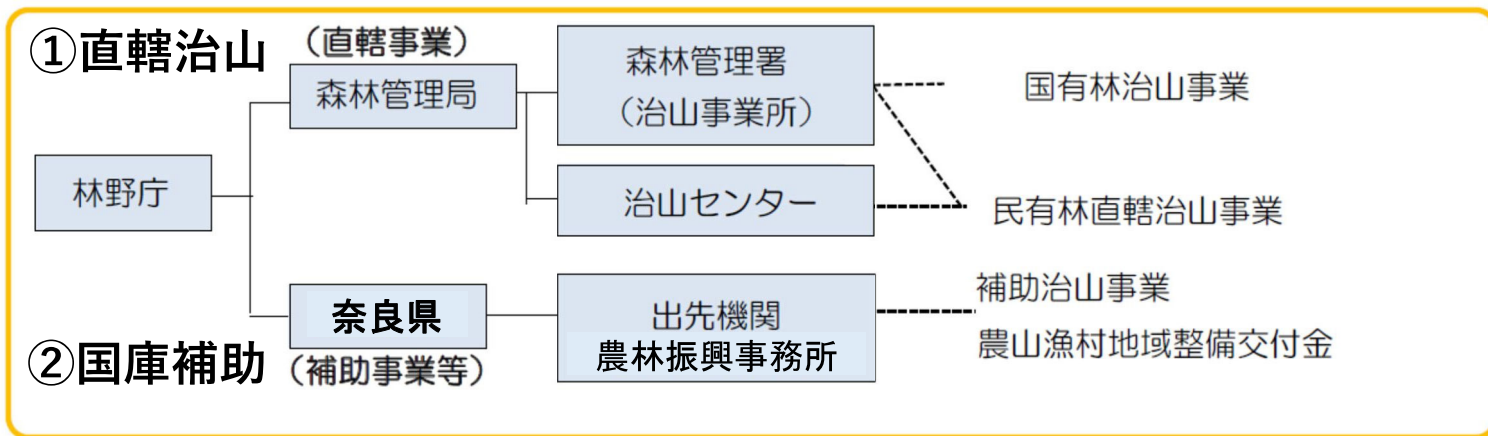 ①直轄治山
（直轄事業）
森林管理局
森林管理署
（治山事業所）
国有林治山事業
林野庁
治山センター
民有林直轄治山事業
奈良県
出先機関
農林振興事務所
補助治山事業
農山漁村地域整備交付金
②国庫補助
（補助事業等）